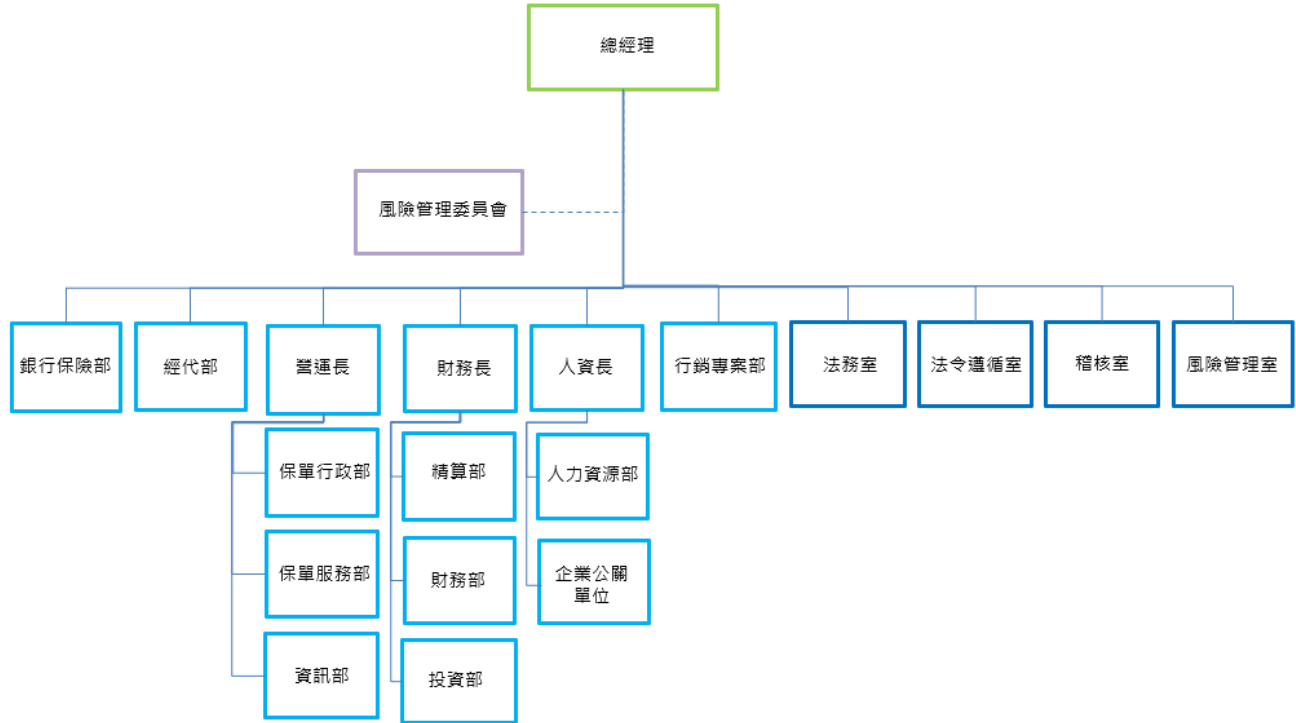 總經理
風險管理委員會
銀行保險部
經代部
營運長
財務長
人資長
行銷專案部
法務室
法令遵循室
稽核室
風險管理室
保單行政部
精算部
人力資源部
保單服務部
財務部
企業公關
單位
資訊部
投資部